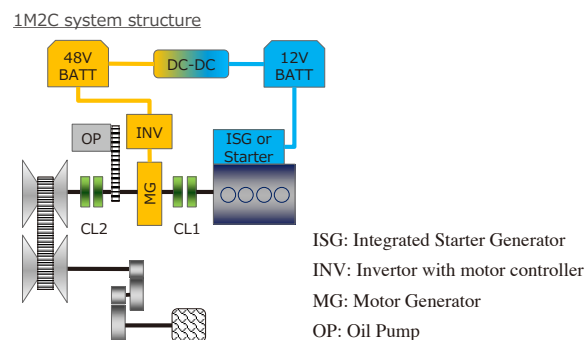 1M2C system structure
48V
BATT
DC-DC
12V
BATT
OP
INV
ISG or
Starter
MG
CL2
CL1
ISG: Integrated Starter Generator
INV: Invertor with motor controller
MG: Motor Generator
OP: Oil Pump